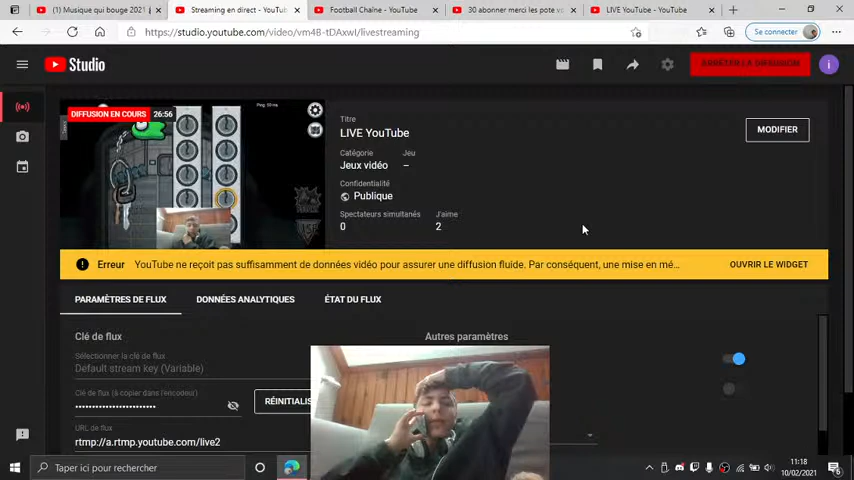 (1) Musique qui bouge 2021 |
Streaming en direct - YouTub
Football Chaîne - YouTube
30 abonner merci les pote vs
LIVE YouTube - YouTube
https://studio.youtube.com/video/vm4B-tDAxwI/livestreaming
Se connecter
Studio
ARRÊTER LA DIFFUSION
i
DIFFUSION EN COURS 26:56
Titre
LIVE YouTube
MODIFIER
Catégorie Jeu
Jeux vidéo –
Confidentialité
Publique
Spectateurs simultanés J'aime
0 2
Erreur YouTube ne reçoit pas suffisamment de données vidéo pour assurer une diffusion fluide. Par conséquent, une mise en mé... OUVRIR LE WIDGET
PARAMÈTRES DE FLUX DONNÉES ANALYTIQUES ÉTAT DU FLUX
Clé de flux Autres paramètres
Sélectionner la clé de flux
Default stream key (Variable)
Clé de flux (à copier dans l'encodeur)
RÉINITIALIS
URL de flux
rtmp://a.rtmp.youtube.com/live2
Taper ici pour rechercher
11:18
10/02/2021